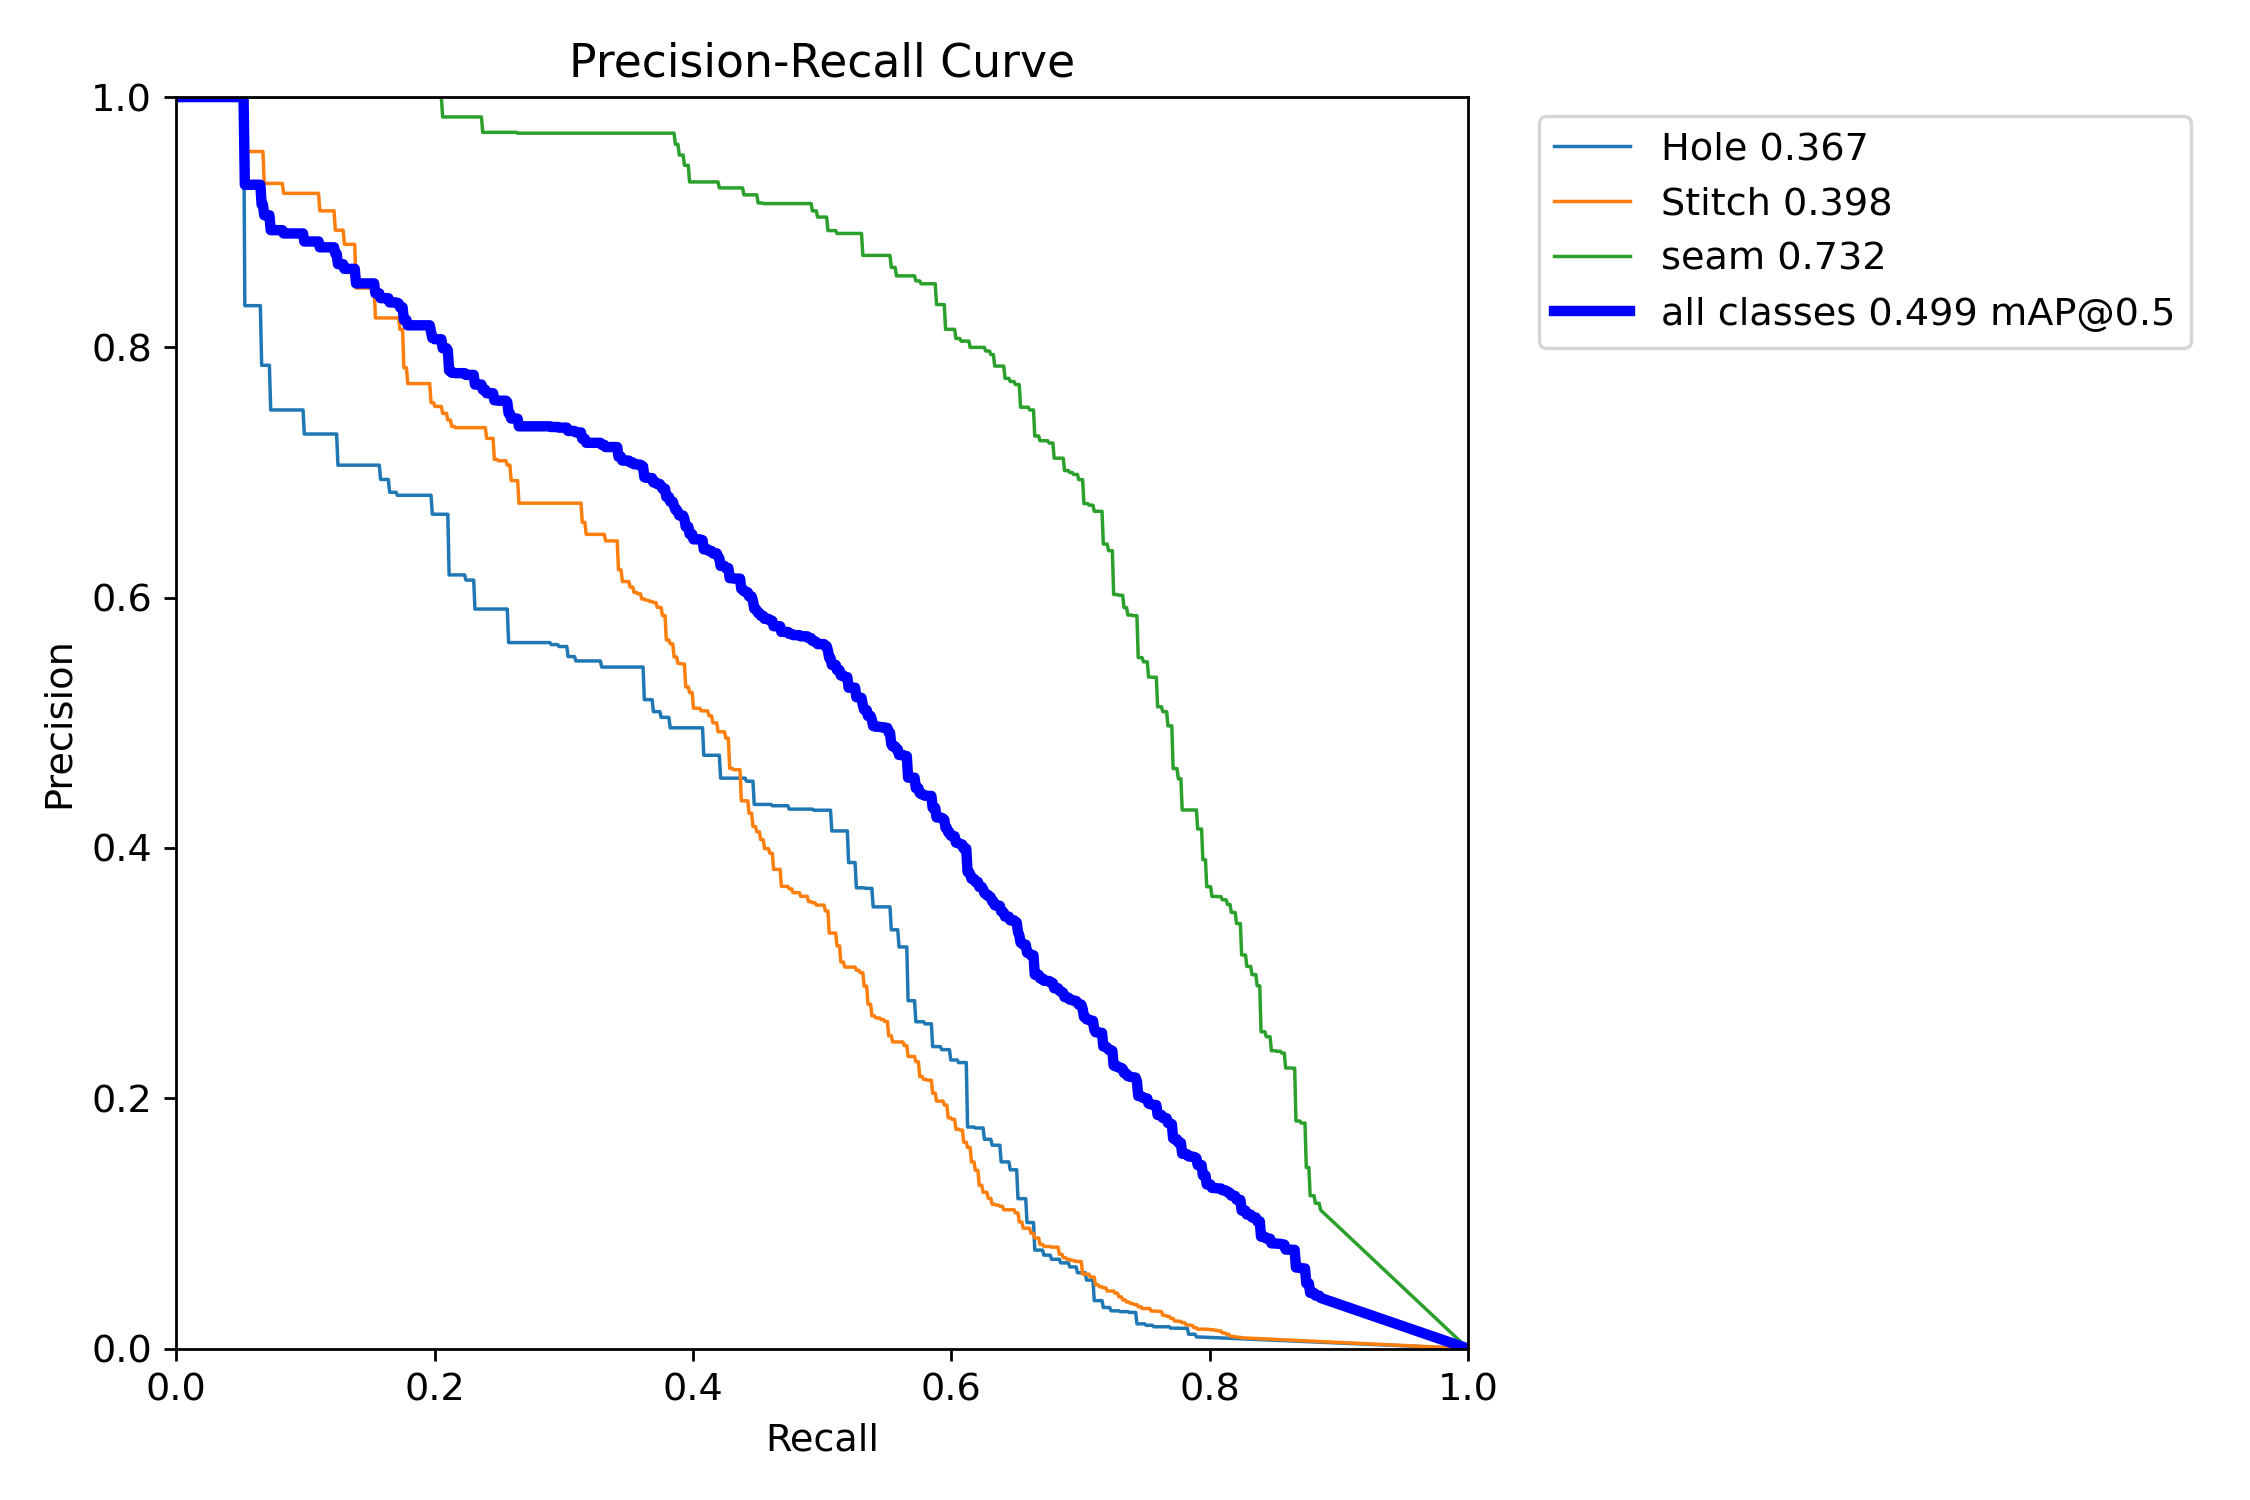 Precision-Recall Curve
1.0
0.8
0.6
0.4
0.2
0.0
Precision
0.0 0.2 0.4 0.6 0.8 1.0
Recall
Hole 0.367
Stitch 0.398
seam 0.732
all classes 0.499 mAP@0.5